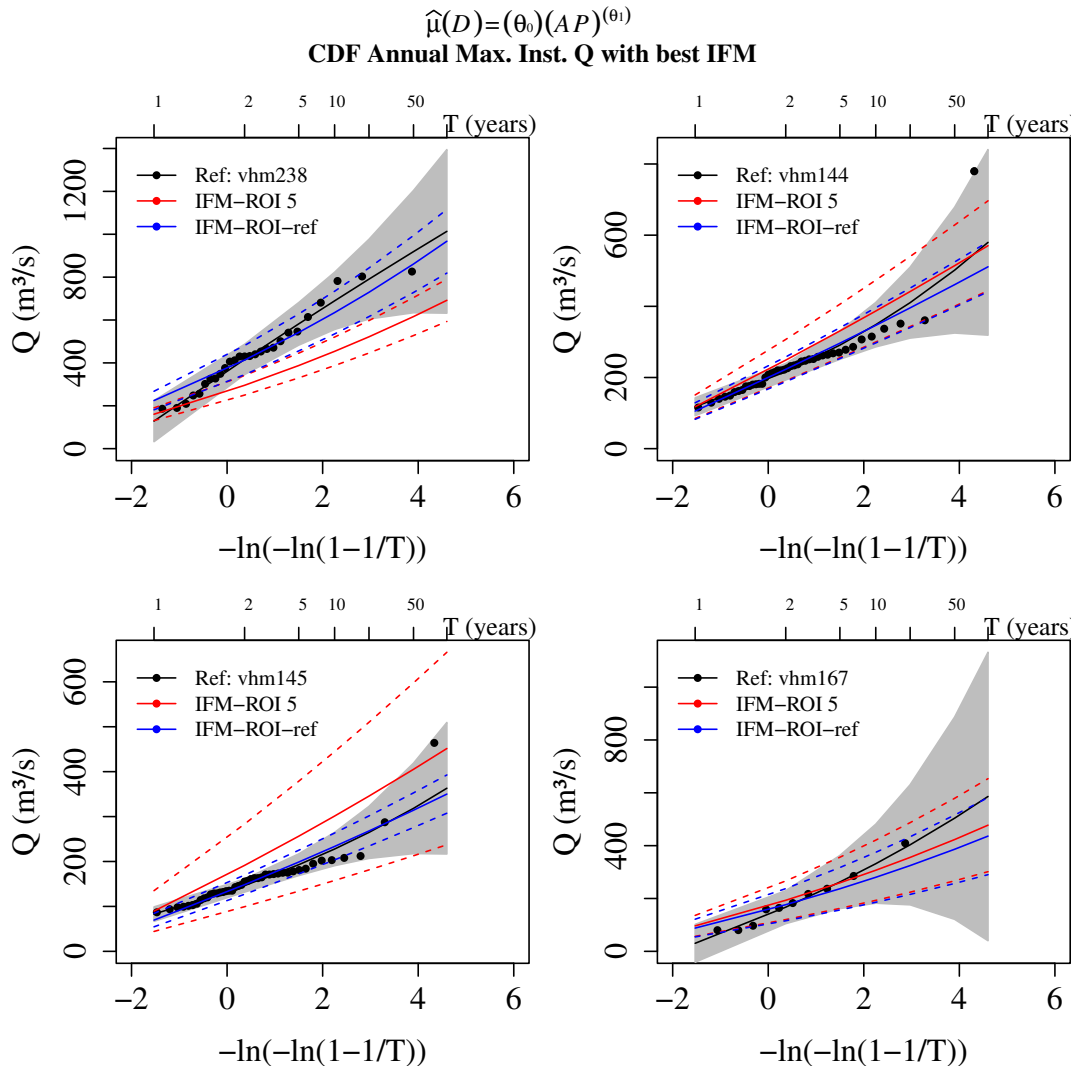 μ̂(D)=(θ₀)(AP)^(θ₁)
CDF Annual Max. Inst. Q with best IFM
1 2 5 10 50
T (years)
Ref: vhm238
IFM−ROI 5
IFM−ROI−ref
Q (m³/s)
0 400 800 1200
−2 0 2 4 6
−ln(−ln(1−1/T))
1 2 5 10 50
T (years)
Ref: vhm144
IFM−ROI 5
IFM−ROI−ref
Q (m³/s)
0 200 600
−2 0 2 4 6
−ln(−ln(1−1/T))
1 2 5 10 50
T (years)
Ref: vhm145
IFM−ROI 5
IFM−ROI−ref
Q (m³/s)
0 200 400 600
−2 0 2 4 6
−ln(−ln(1−1/T))
1 2 5 10 50
T (years)
Ref: vhm167
IFM−ROI 5
IFM−ROI−ref
Q (m³/s)
0 400 800
−2 0 2 4 6
−ln(−ln(1−1/T))